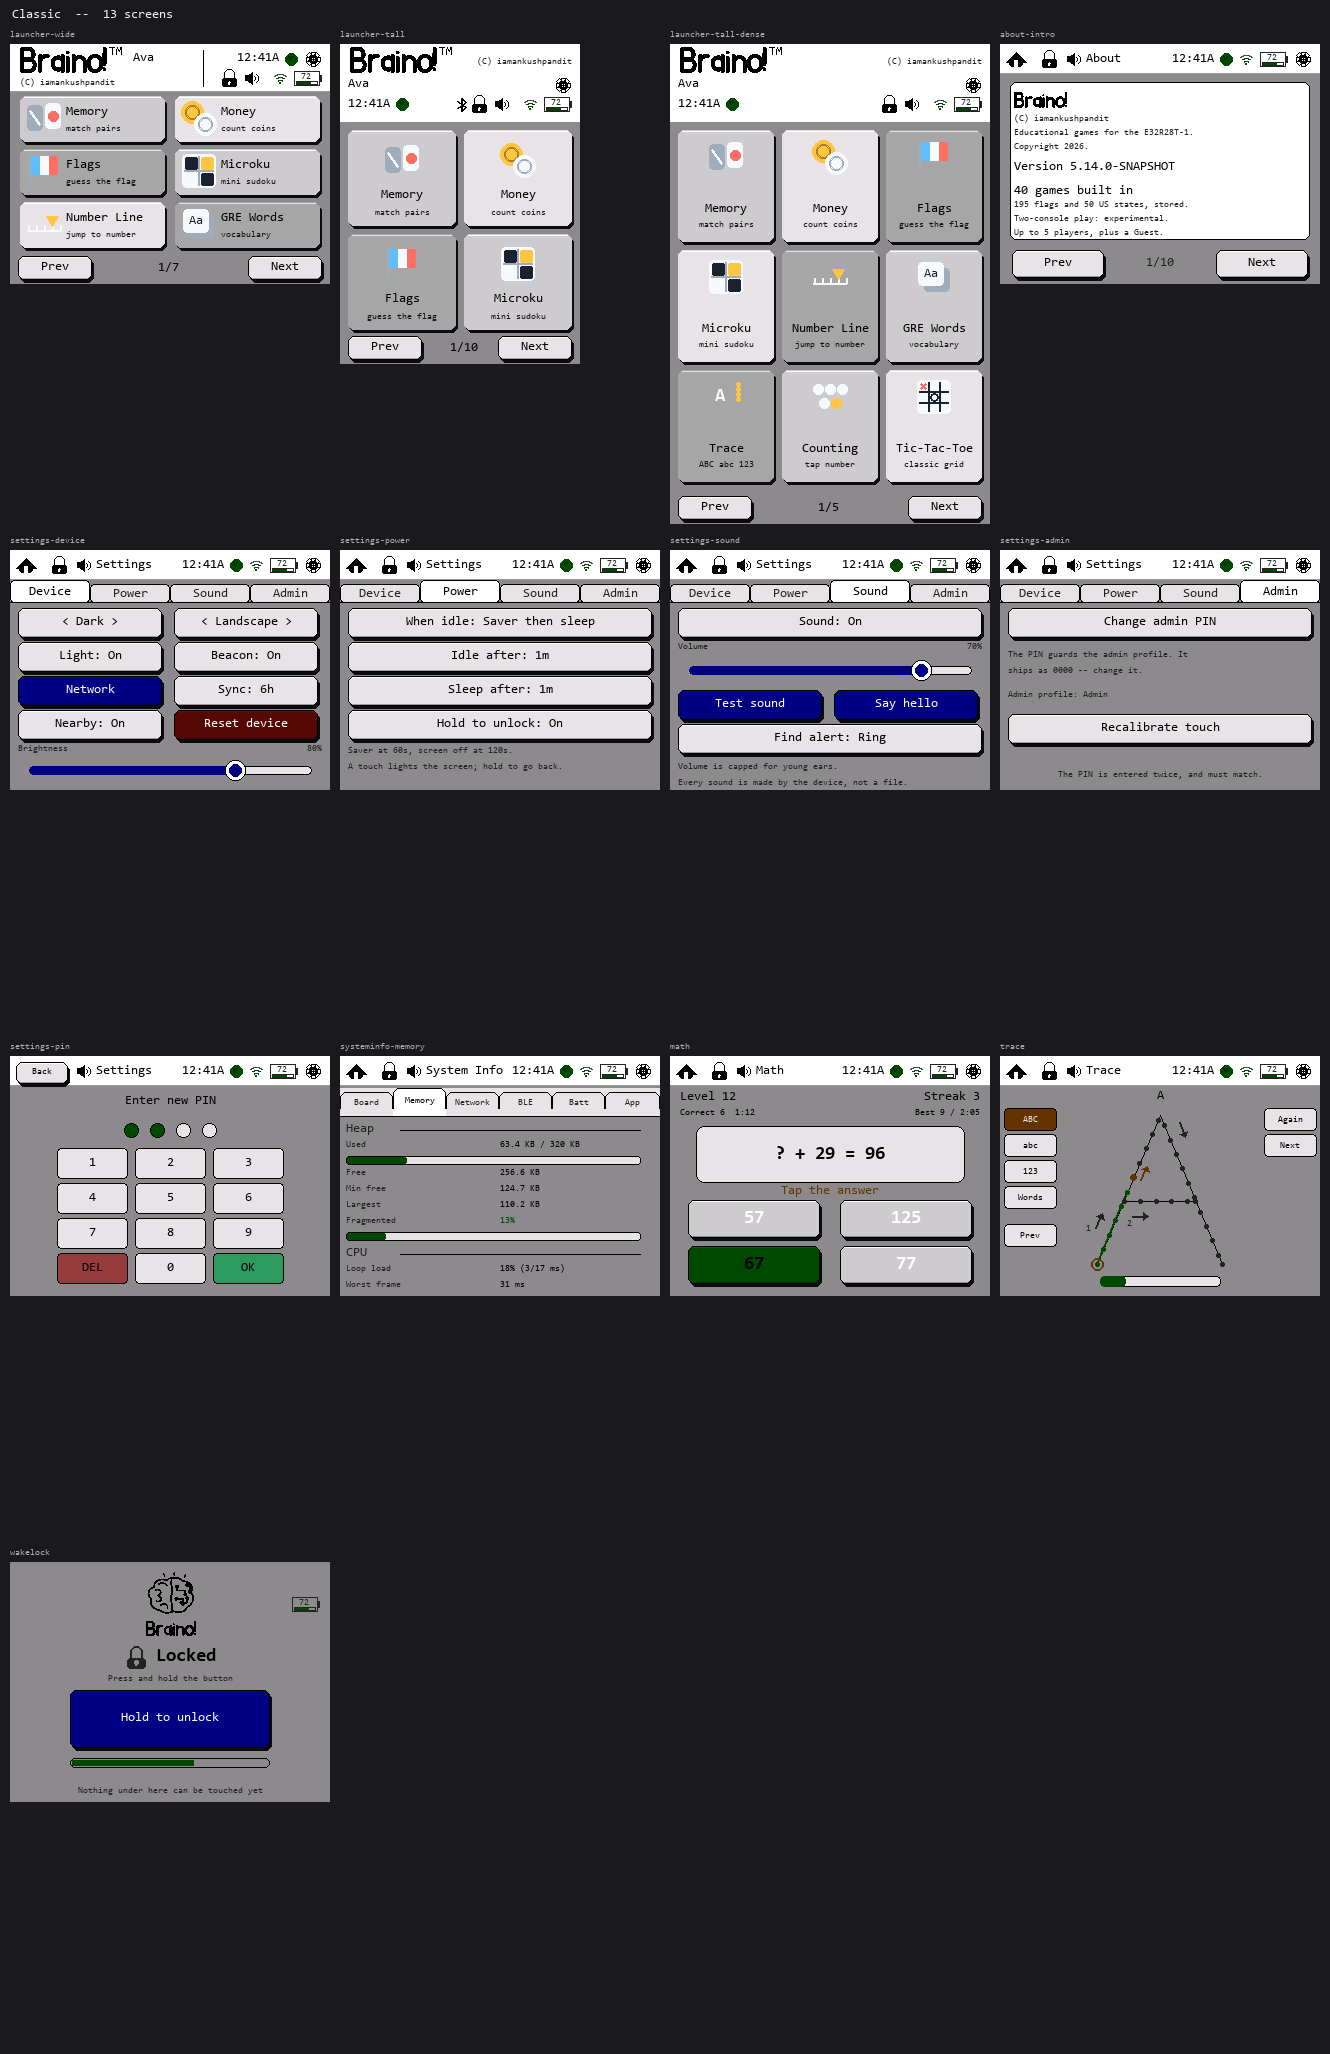 Classic -- 13 screens
launcher-wide
Braino!™ Ava 12:41A
(C) iamankushpandit 72
Memory
match pairs
Money
count coins
Flags
guess the flag
Microku
mini sudoku
Number Line
jump to number
Aa GRE Words
vocabulary
Prev 1/7 Next
launcher-tall
Braino!™ (C) iamankushpandit
Ava
12:41A 72
Memory
match pairs
Money
count coins
Flags
guess the flag
Microku
mini sudoku
Prev 1/10 Next
launcher-tall-dense
Braino!™ (C) iamankushpandit
Ava
12:41A 72
Memory
match pairs
Money
count coins
Flags
guess the flag
Microku
mini sudoku
Number Line
jump to number
Aa
GRE Words
vocabulary
A
Trace
ABC abc 123
Counting
tap number
Tic-Tac-Toe
classic grid
Prev 1/5 Next
about-intro
About 12:41A 72
Braino!
(C) iamankushpandit
Educational games for the E32R28T-1.
Copyright 2026.
Version 5.14.0-SNAPSHOT
40 games built in
195 flags and 50 US states, stored.
Two-console play: experimental.
Up to 5 players, plus a Guest.
Prev 1/10 Next
settings-device
Settings 12:41A 72
Device Power Sound Admin
< Dark > < Landscape >
Light: On Beacon: On
Network Sync: 6h
Nearby: On Reset device
Brightness 80%
settings-power
Settings 12:41A 72
Device Power Sound Admin
When idle: Saver then sleep
Idle after: 1m
Sleep after: 1m
Hold to unlock: On
Saver at 60s, screen off at 120s.
A touch lights the screen; hold to go back.
settings-sound
Settings 12:41A 72
Device Power Sound Admin
Sound: On
Volume 70%
Test sound Say hello
Find alert: Ring
Volume is capped for young ears.
Every sound is made by the device, not a file.
settings-admin
Settings 12:41A 72
Device Power Sound Admin
Change admin PIN
The PIN guards the admin profile. It
ships as 0000 -- change it.
Admin profile: Admin
Recalibrate touch
The PIN is entered twice, and must match.
settings-pin
Back Settings 12:41A 72
Enter new PIN
1 2 3
4 5 6
7 8 9
DEL 0 OK
systeminfo-memory
System Info 12:41A 72
Board Memory Network BLE Batt App
Heap
Used 63.4 KB / 320 KB
Free 256.6 KB
Min free 124.7 KB
Largest 110.2 KB
Fragmented 13%
CPU
Loop load 18% (3/17 ms)
Worst frame 31 ms
math
Math 12:41A 72
Level 12 Streak 3
Correct 6 1:12 Best 9 / 2:05
? + 29 = 96
Tap the answer
57 125
67 77
trace
Trace 12:41A 72
A
ABC Again
abc Next
123
Words
Prev
1 2
wakelock
72
Braino!
Locked
Press and hold the button
Hold to unlock
Nothing under here can be touched yet